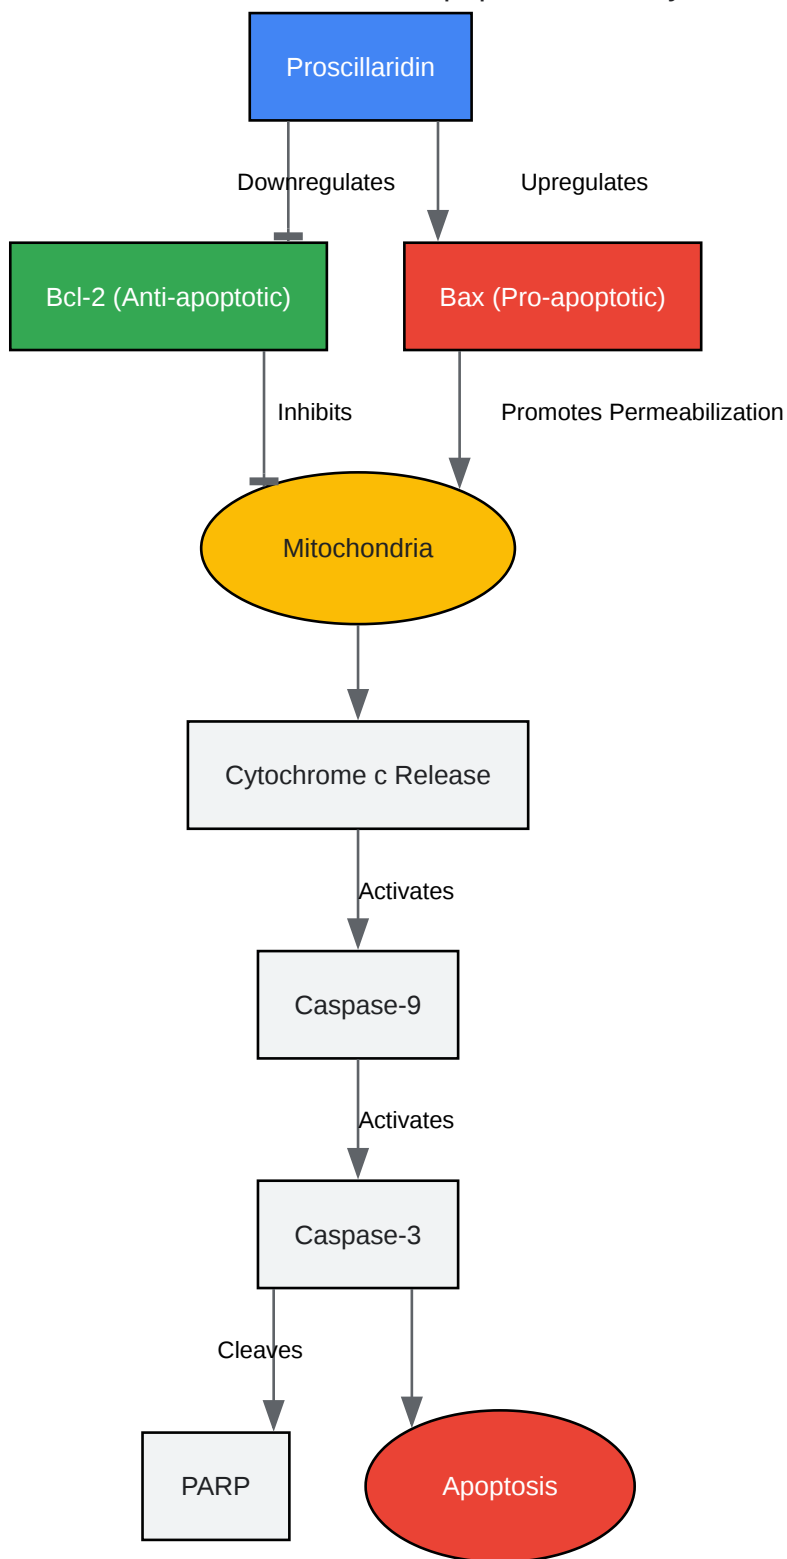 Proscillaridin
Downregulates
Upregulates
Bcl-2 (Anti-apoptotic)
Bax (Pro-apoptotic)
Inhibits
Promotes Permeabilization
Mitochondria
Cytochrome c Release
Activates
Caspase-9
Activates
Caspase-3
Cleaves
PARP
Apoptosis